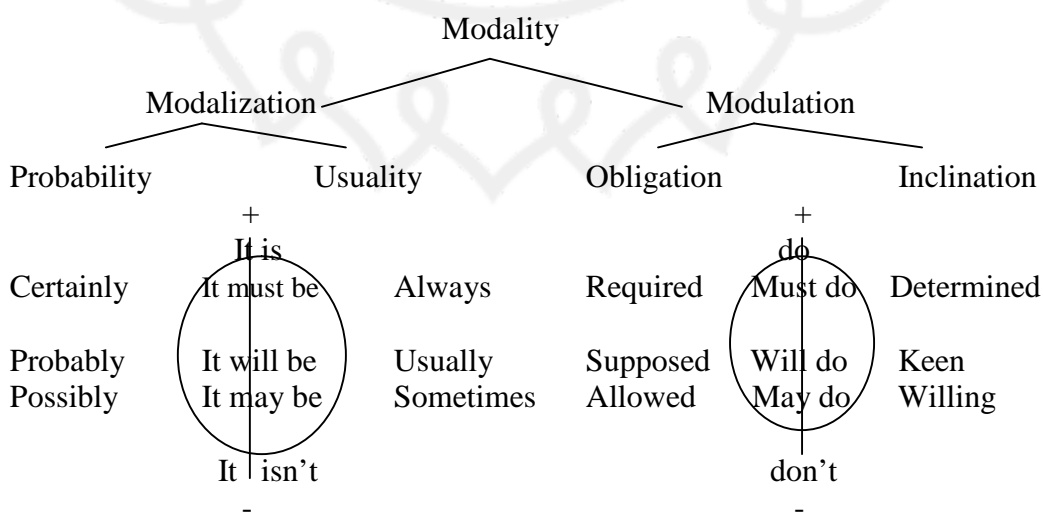 Modality
Modalization Modulation
Probability Usuality Obligation Inclination
+ +
It is do
Certainly It must be Always Required Must do Determined
Probably It will be Usually Supposed Will do Keen
Possibly It may be Sometimes Allowed May do Willing
It isn’t don’t
- -